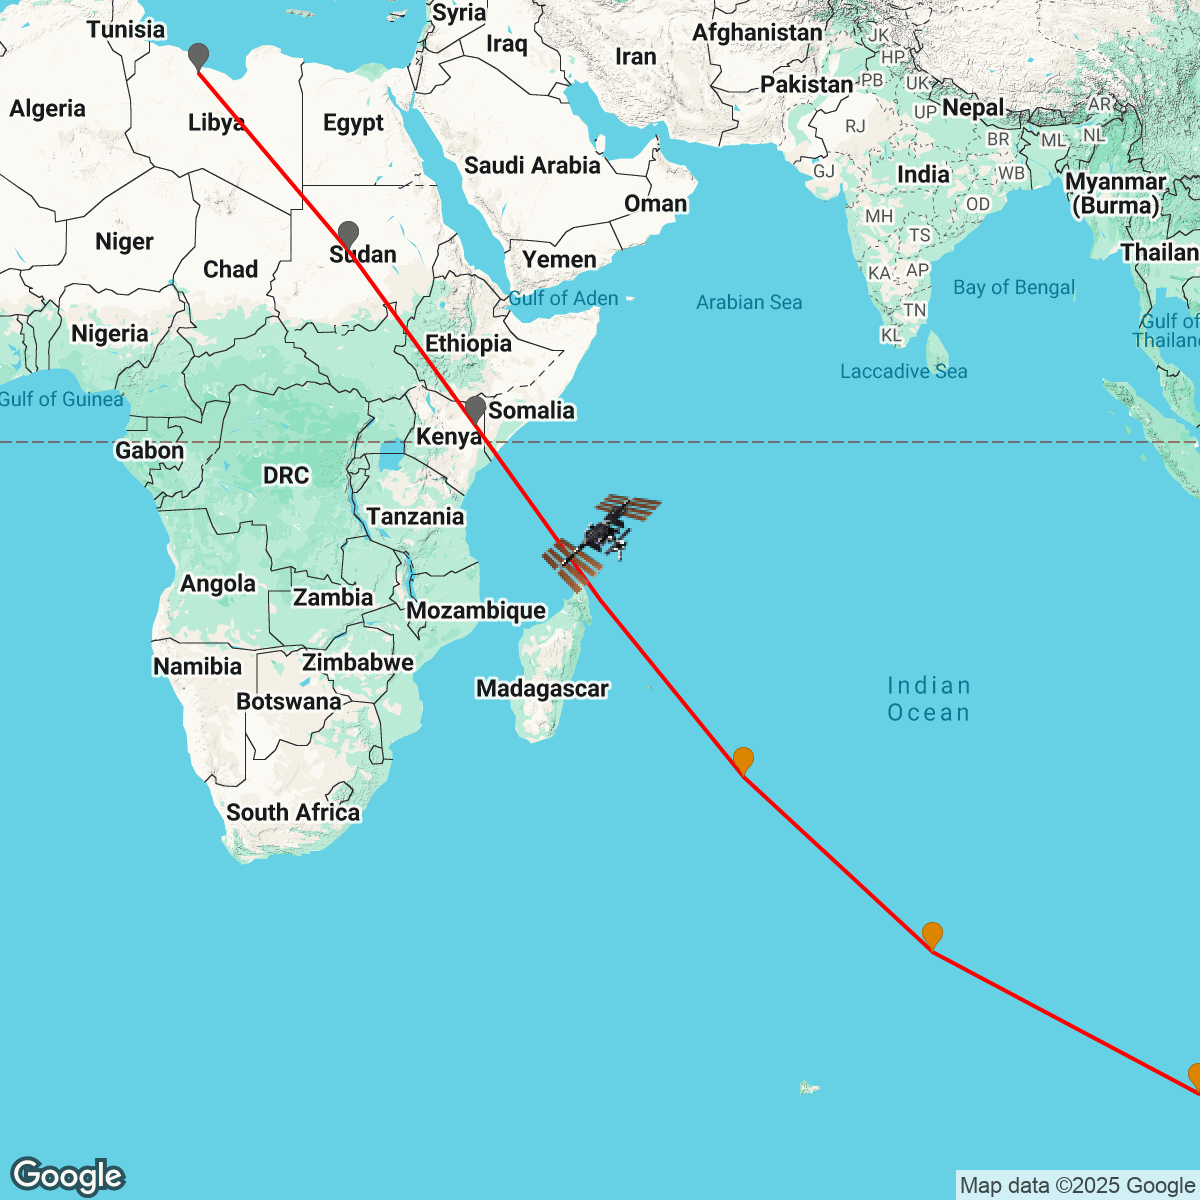 Tunisia
Syria
Iraq
Iran
Afghanistan
JK
HP
Pakistan
PB
UK
Nepal
AR
Algeria
Libya
Egypt
RJ
UP
BR
ML
NL
Saudi Arabia
GJ
India
WB
Myanmar
(Burma)
Oman
MH
OD
TS
Niger
Chad
Sudan
Yemen
KA
AP
Thailan
Gulf of Aden
Arabian Sea
Bay of Bengal
TN
Nigeria
Ethiopia
KL
Gulf of
Thailand
Laccadive Sea
Gulf of Guinea
Somalia
Kenya
Gabon
DRC
Tanzania
Angola
Zambia
Mozambique
Namibia
Zimbabwe
Botswana
Madagascar
Indian
Ocean
South Africa
Google
Map data ©2025 Google